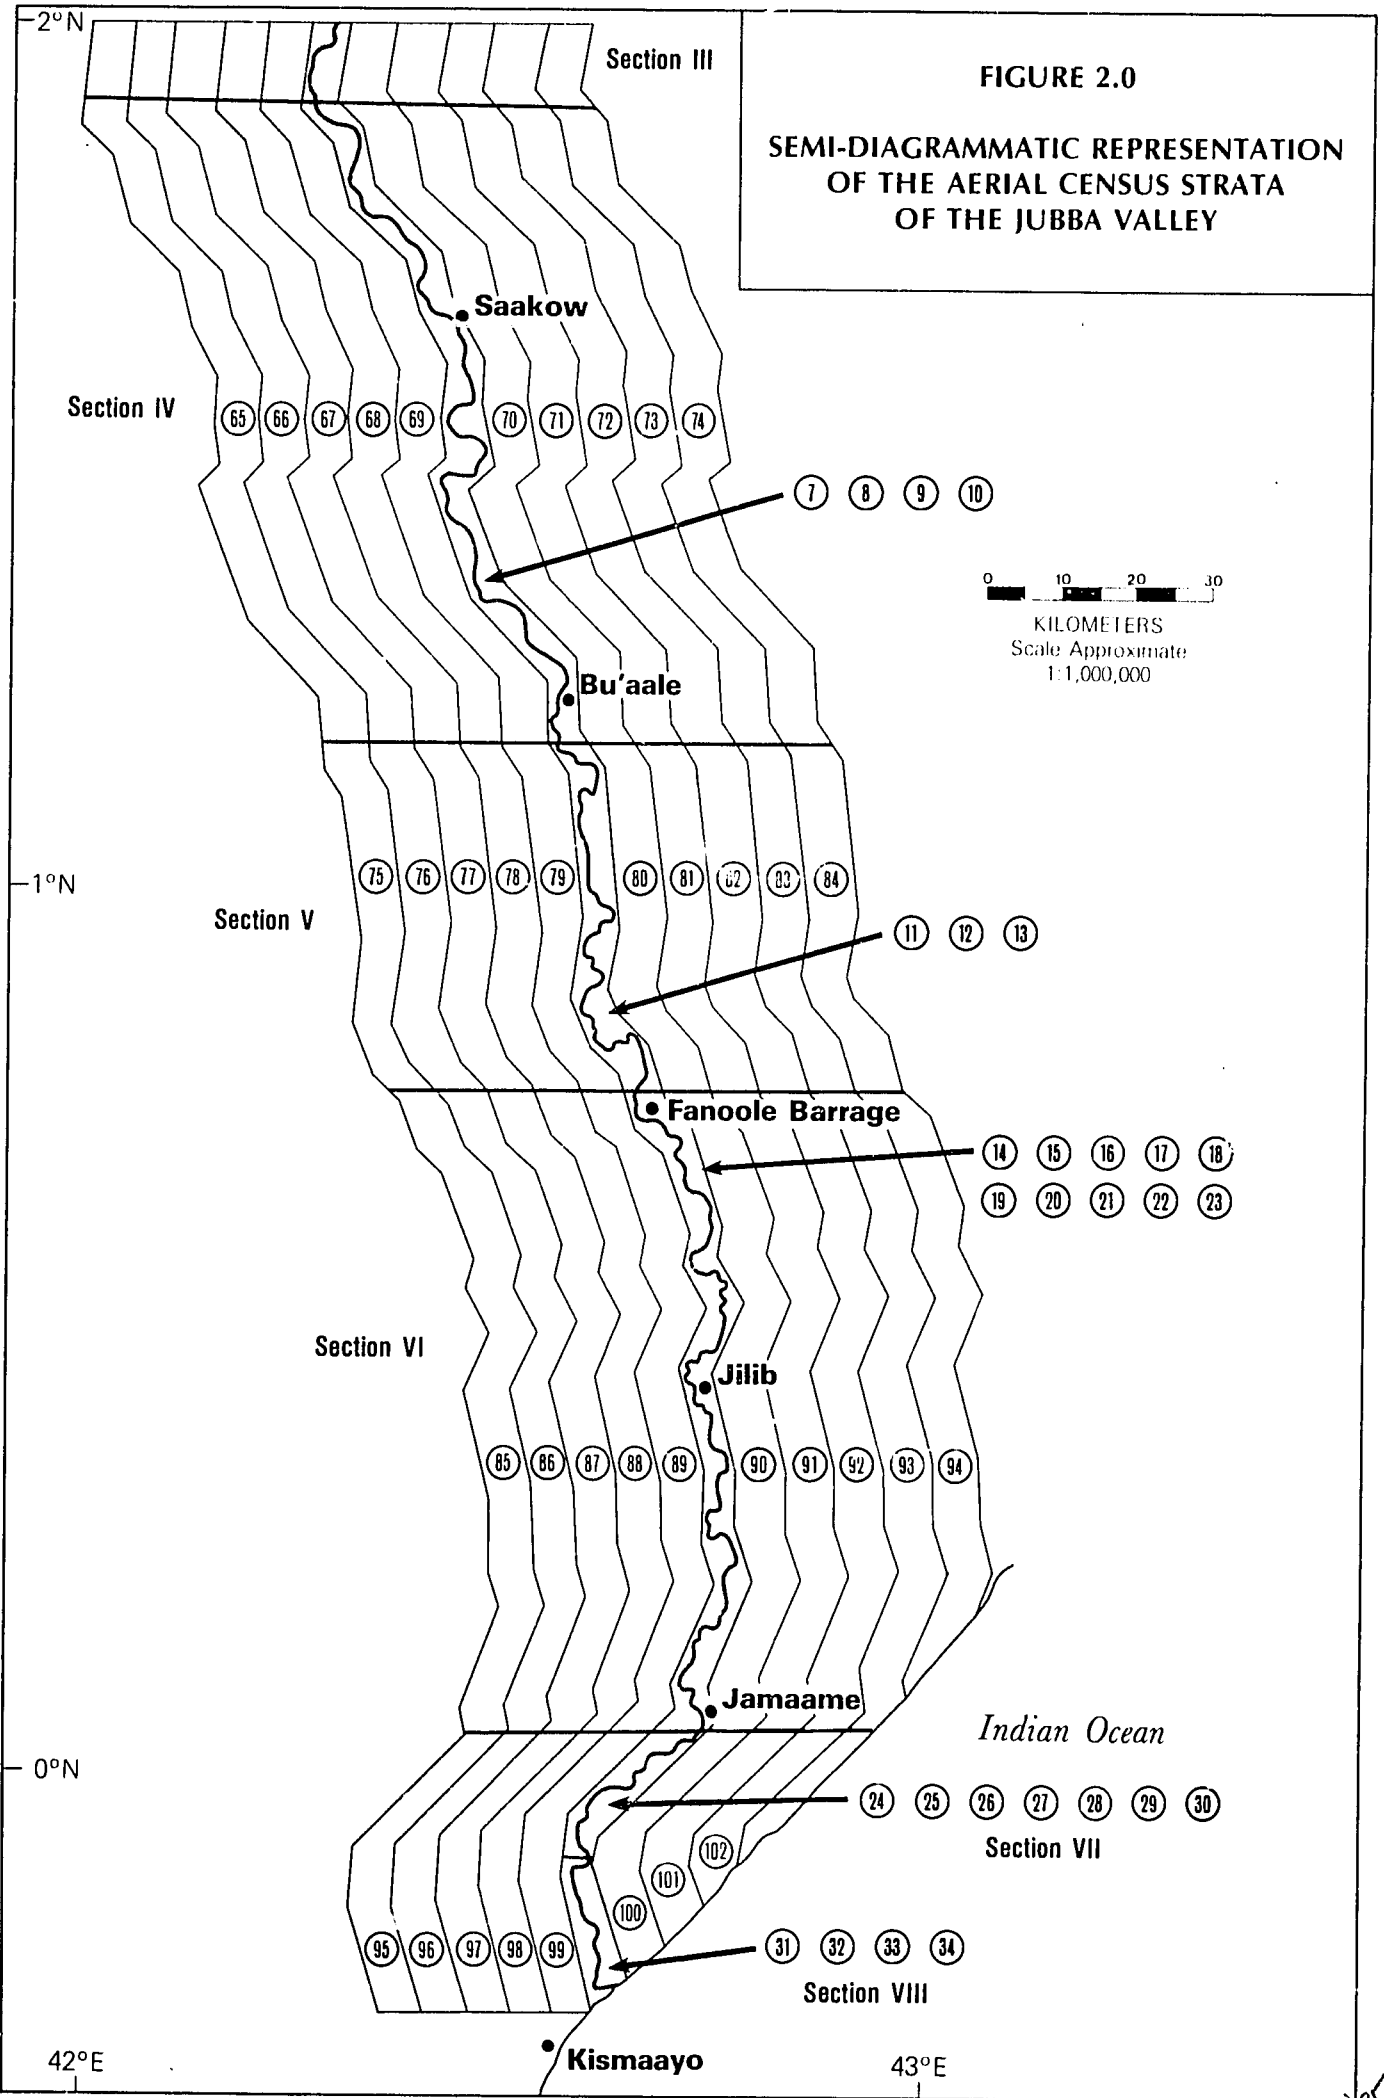 2°N
Section III
FIGURE 2.0
SEMI-DIAGRAMMATIC REPRESENTATION
OF THE AERIAL CENSUS STRATA
OF THE JUBBA VALLEY
Saakow
Section IV
65 66 67 68 69 70 71 72 73 74
7 8 9 10
0 10 20 30
KILOMETERS
Scale Approximate
1:1,000,000
Bu'aale
1°N
75 76 77 78 79 80 81 82 83 84
Section V
11 12 13
Fanoole Barrage
14 15 16 17 18
19 20 21 22 23
Section VI
Jilib
85 86 87 88 89 90 91 92 93 94
Jamaame
Indian Ocean
0°N
24 25 26 27 28 29 30
Section VII
102
101
100
95 96 97 98 99
31 32 33 34
Section VIII
42°E
Kismaayo
43°E